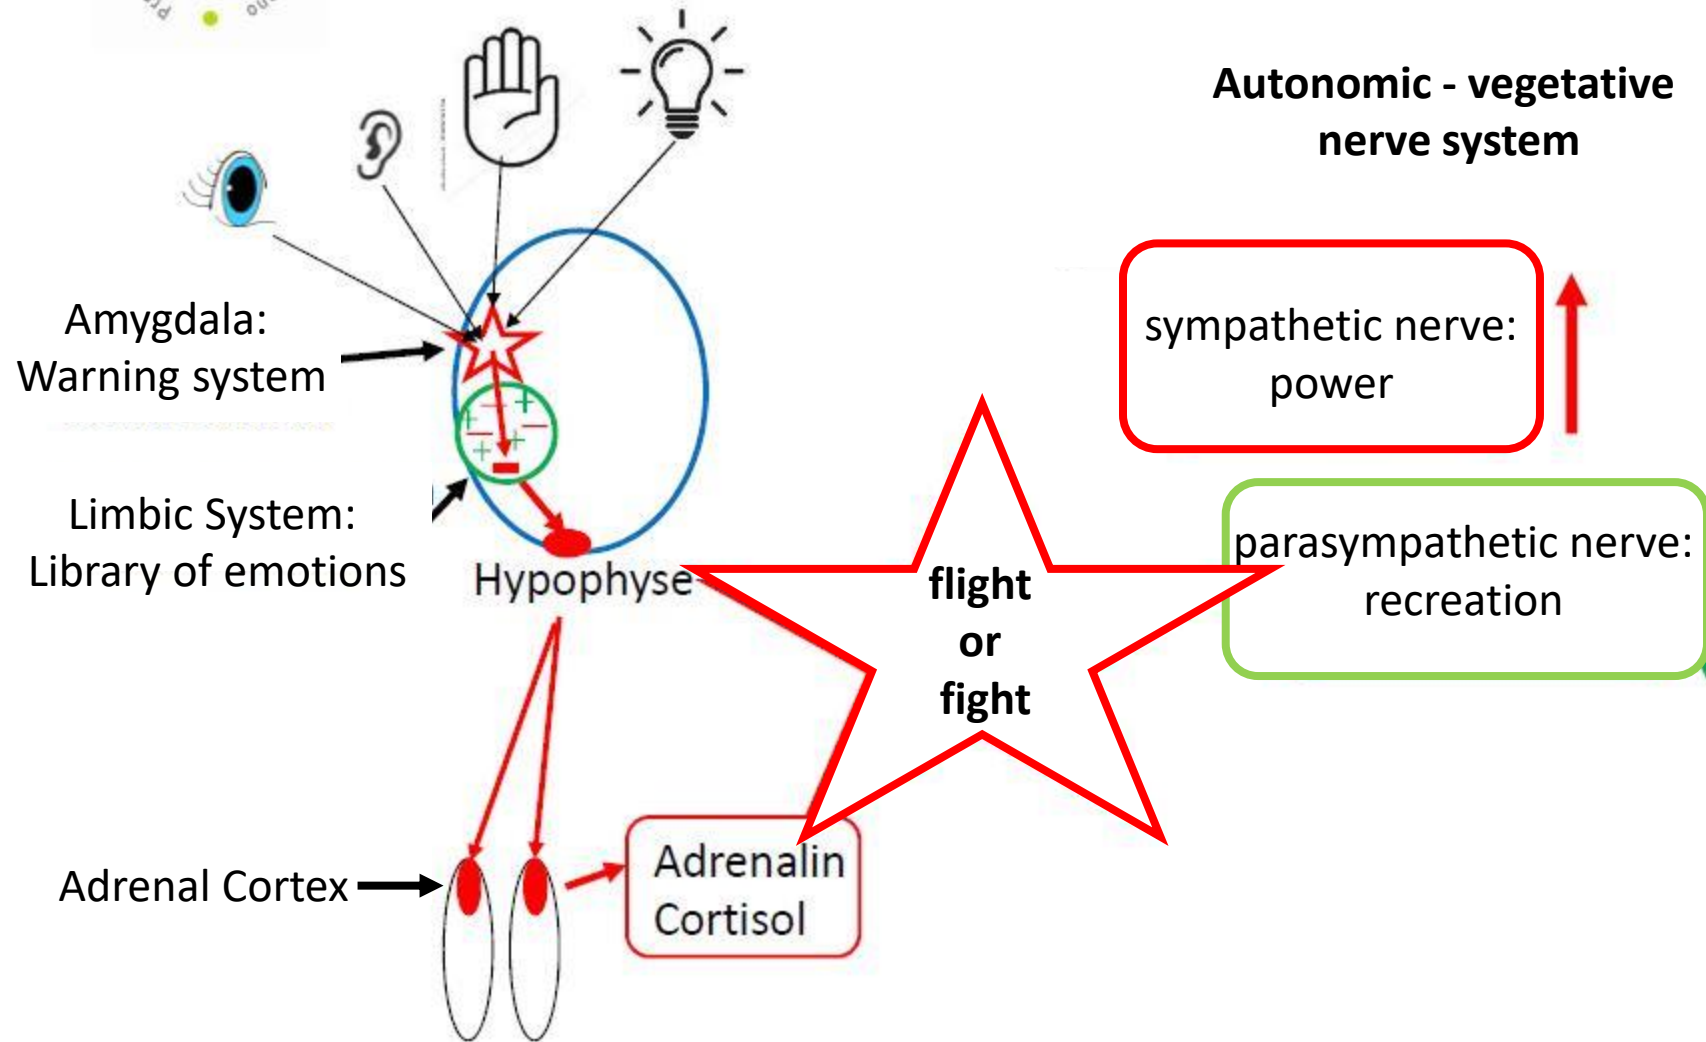 Autonomic - vegetative
nerve system
Amygdala:
Warning system
sympathetic nerve:
power
Limbic System:
Library of emotions
parasympathetic nerve:
recreation
Hypophyse
flight
or
fight
Adrenal Cortex
Adrenalin
Cortisol